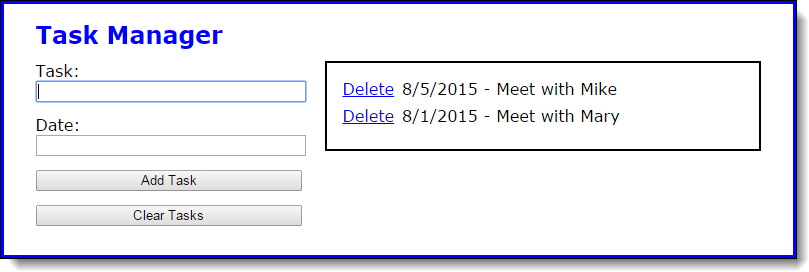 Task Manager
Task:
Delete 8/5/2015 - Meet with Mike
Delete 8/1/2015 - Meet with Mary
Date:
Add Task
Clear Tasks